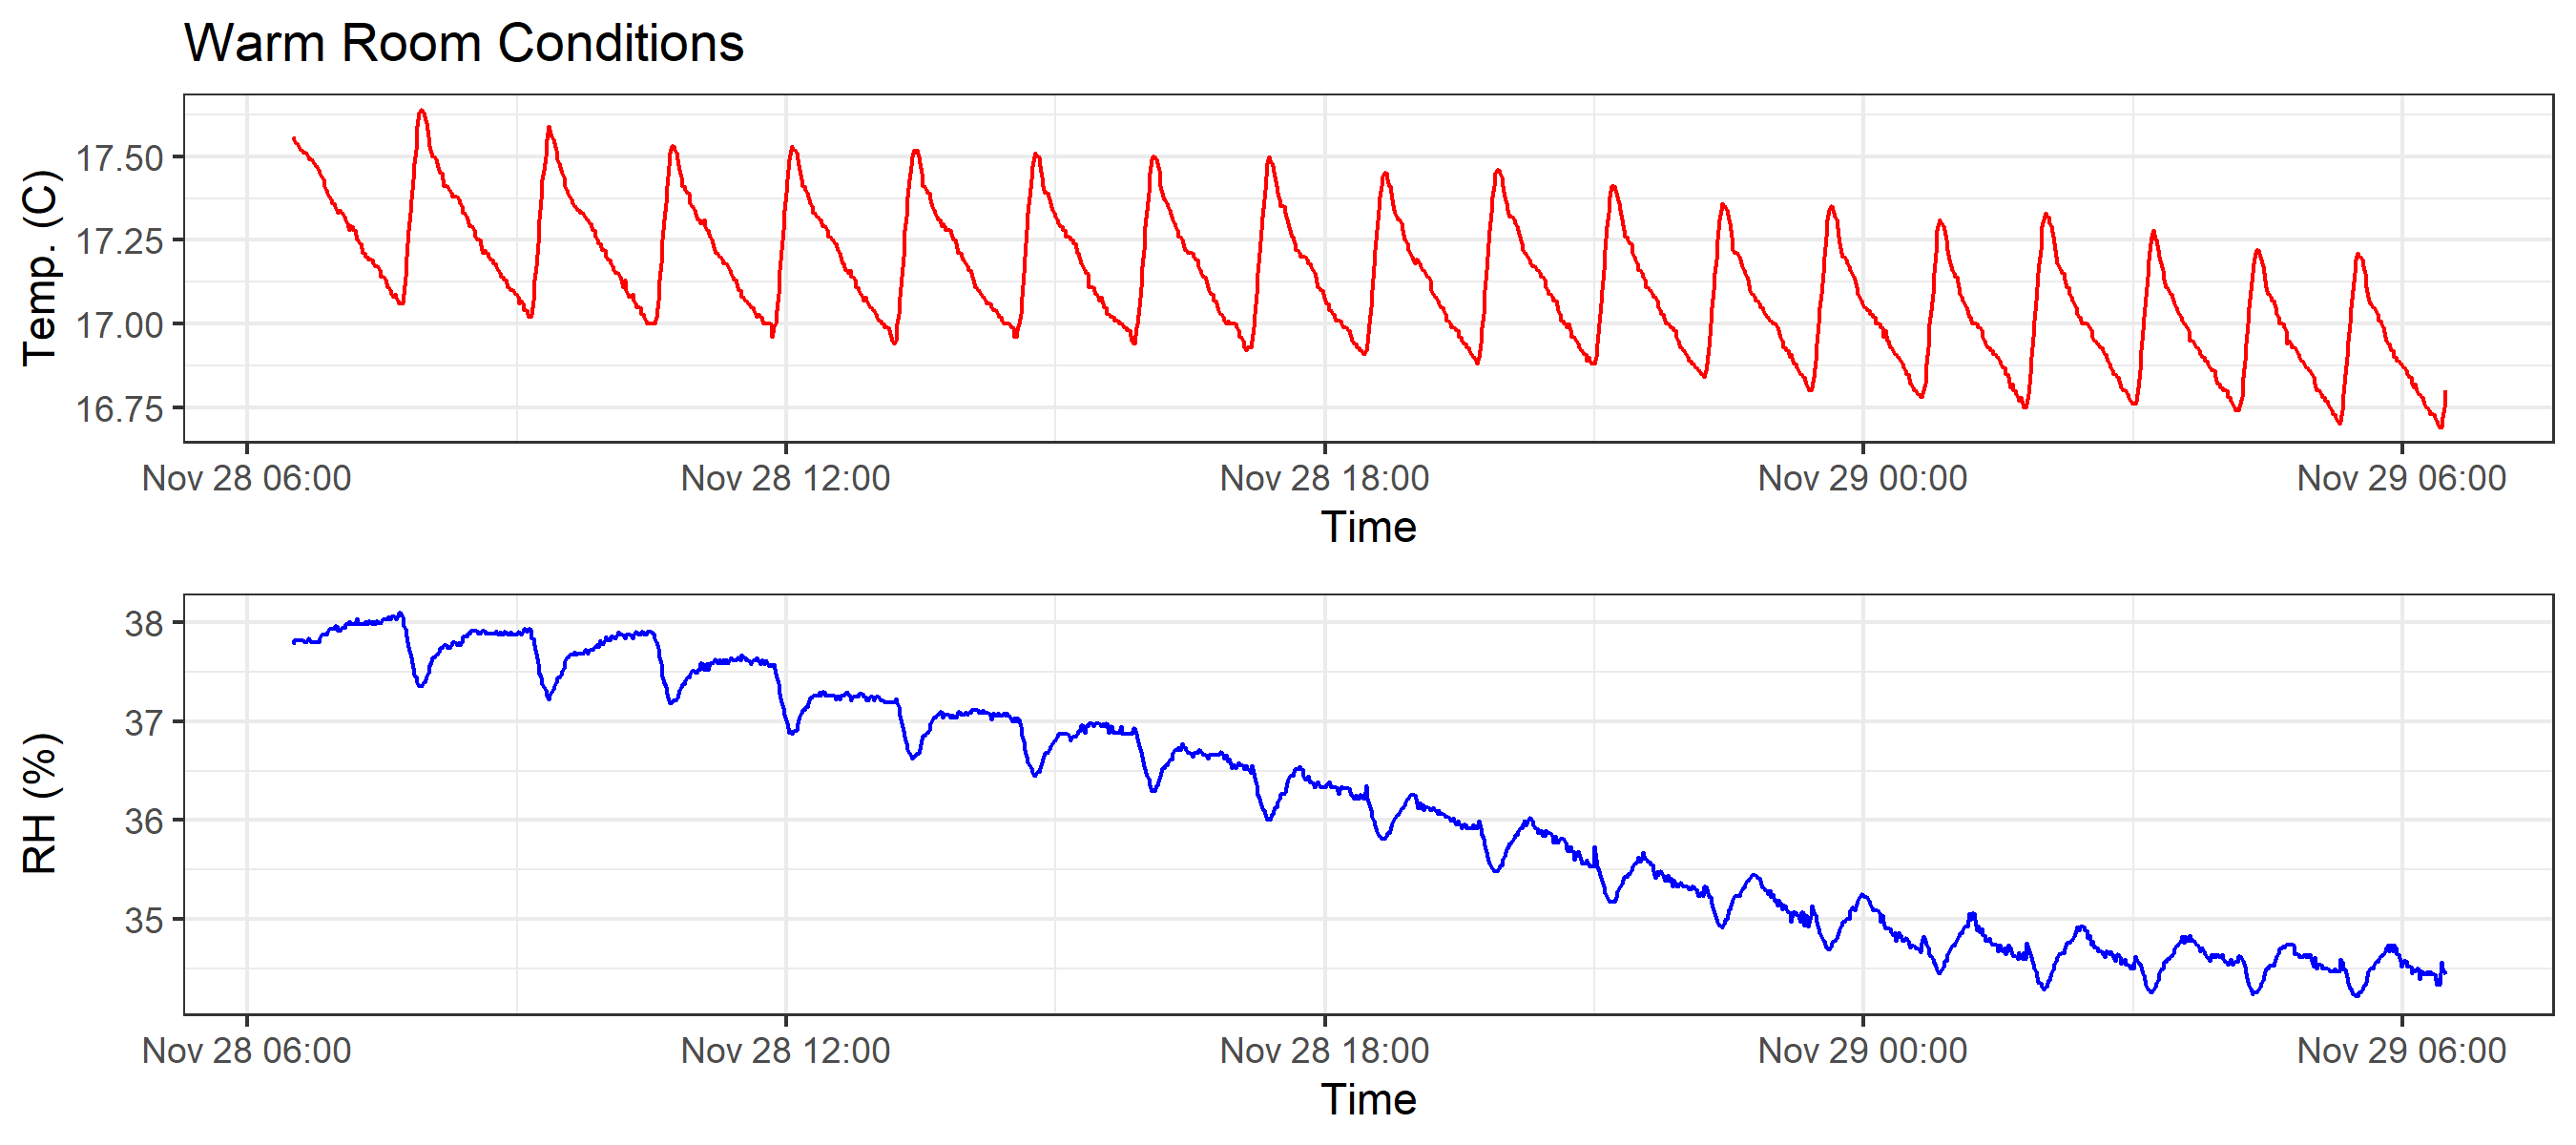 Warm Room Conditions
Temp. (C)
17.50
17.25
17.00
16.75
Nov 28 06:00 Nov 28 12:00 Nov 28 18:00 Nov 29 00:00 Nov 29 06:00
Time
RH (%)
38
37
36
35
Nov 28 06:00 Nov 28 12:00 Nov 28 18:00 Nov 29 00:00 Nov 29 06:00
Time